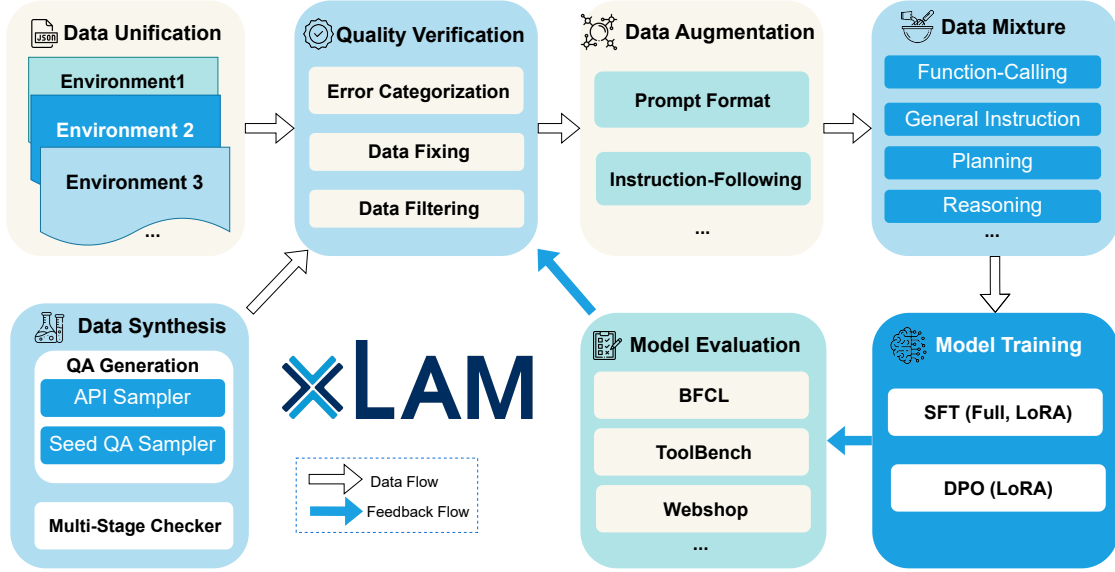 JSON
Data Unification
Environment1
Environment 2
Environment 3
...
Quality Verification
Error Categorization
Data Fixing
Data Filtering
Data Augmentation
Prompt Format
Instruction-Following
...
Data Mixture
Function-Calling
General Instruction
Planning
Reasoning
...
Data Synthesis
QA Generation
API Sampler
Seed QA Sampler
Multi-Stage Checker
xLAM
Data Flow
Feedback Flow
Model Evaluation
BFCL
ToolBench
Webshop
...
Model Training
SFT (Full, LoRA)
DPO (LoRA)